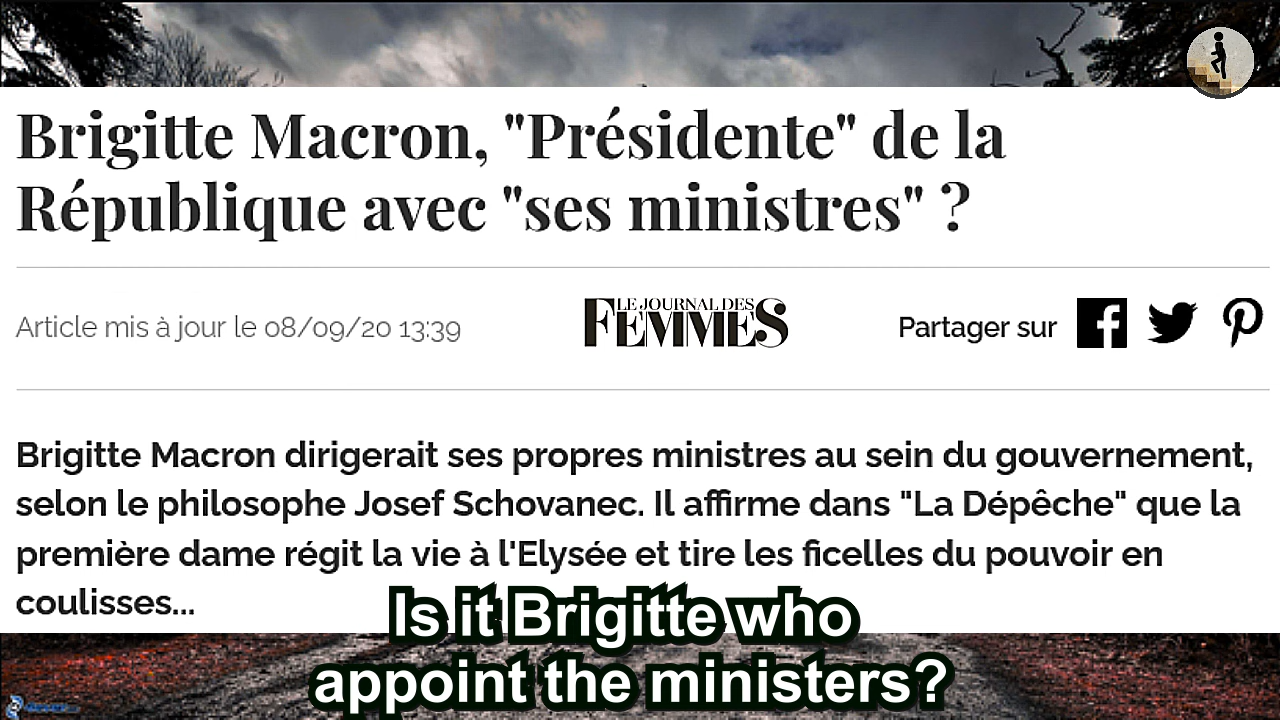 Brigitte Macron, "Présidente" de la
République avec "ses ministres" ?
Article mis à jour le 08/09/20 13:39
LE JOURNAL DES
FEMMES
Partager sur
Brigitte Macron dirigerait ses propres ministres au sein du gouvernement,
selon le philosophe Josef Schovanec. Il affirme dans "La Dépêche" que la
première dame régit la vie à l'Elysée et tire les ficelles du pouvoir en
coulisses...
Is it Brigitte who
appoint the ministers?